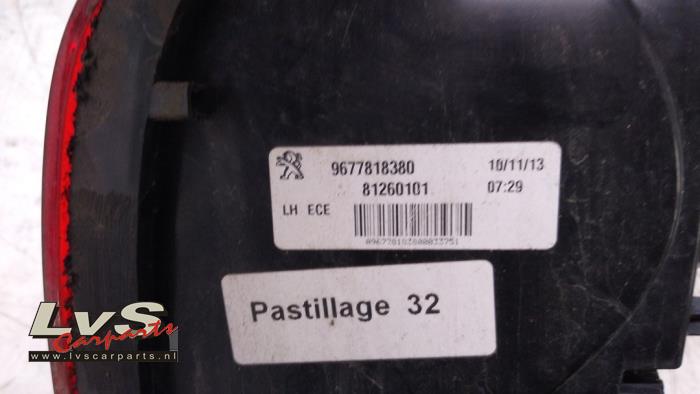 9677818380 10/11/13
81260101 07:29
LH ECE
Pastillage 32
LvS
Carparts
www.lvscarparts.nl